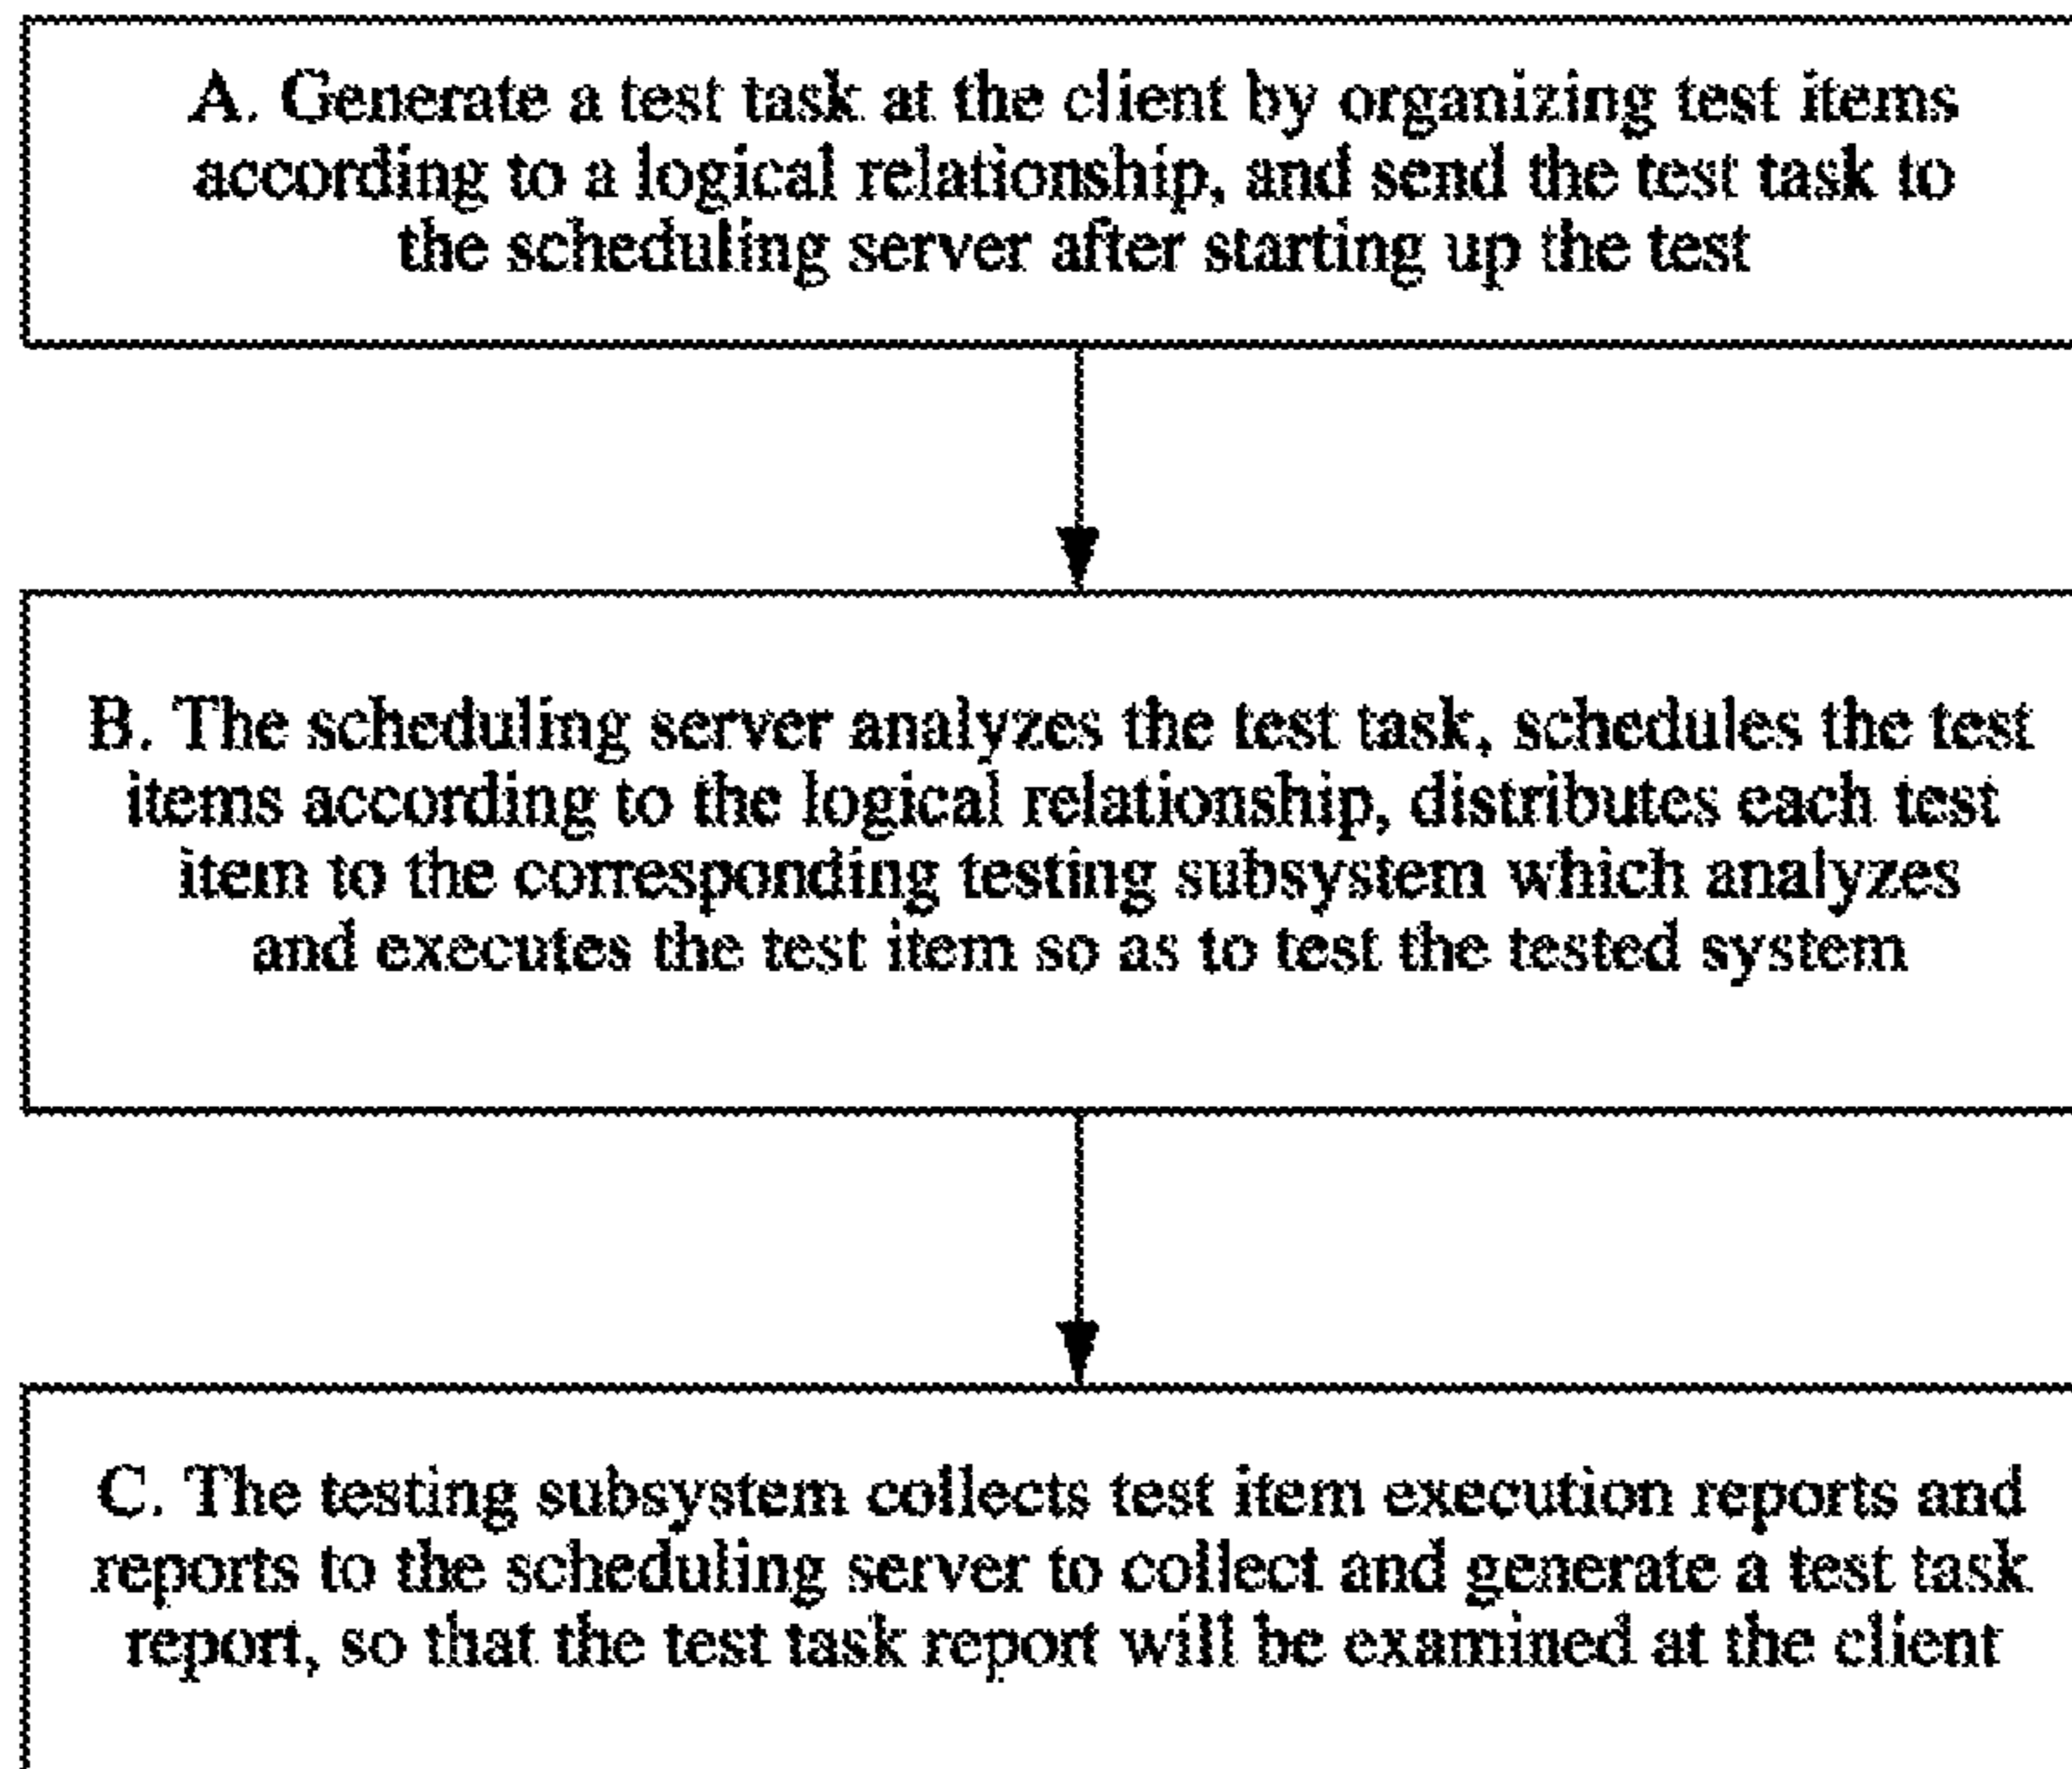 A. Generate a test task at the client by organizing test items
according to a logical relationship, and send the test task to
the scheduling server after starting up the test
B. The scheduling server analyzes the test task, schedules the test
items according to the logical relationship, distributes each test
item to the corresponding testing subsystem which analyzes
and executes the test item so as to test the tested system
C. The testing subsystem collects test item execution reports and
reports to the scheduling server to collect and generate a test task
report, so that the test task report will be examined at the client